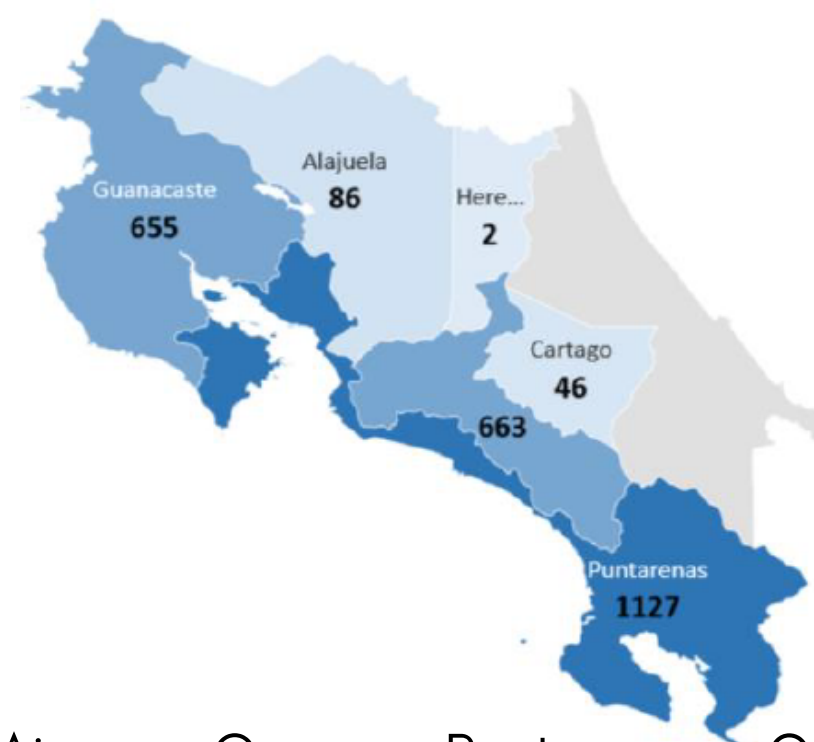 Alajuela
86
Guanacaste
655
Here...
2
Cartago
46
663
Puntarenas
1127